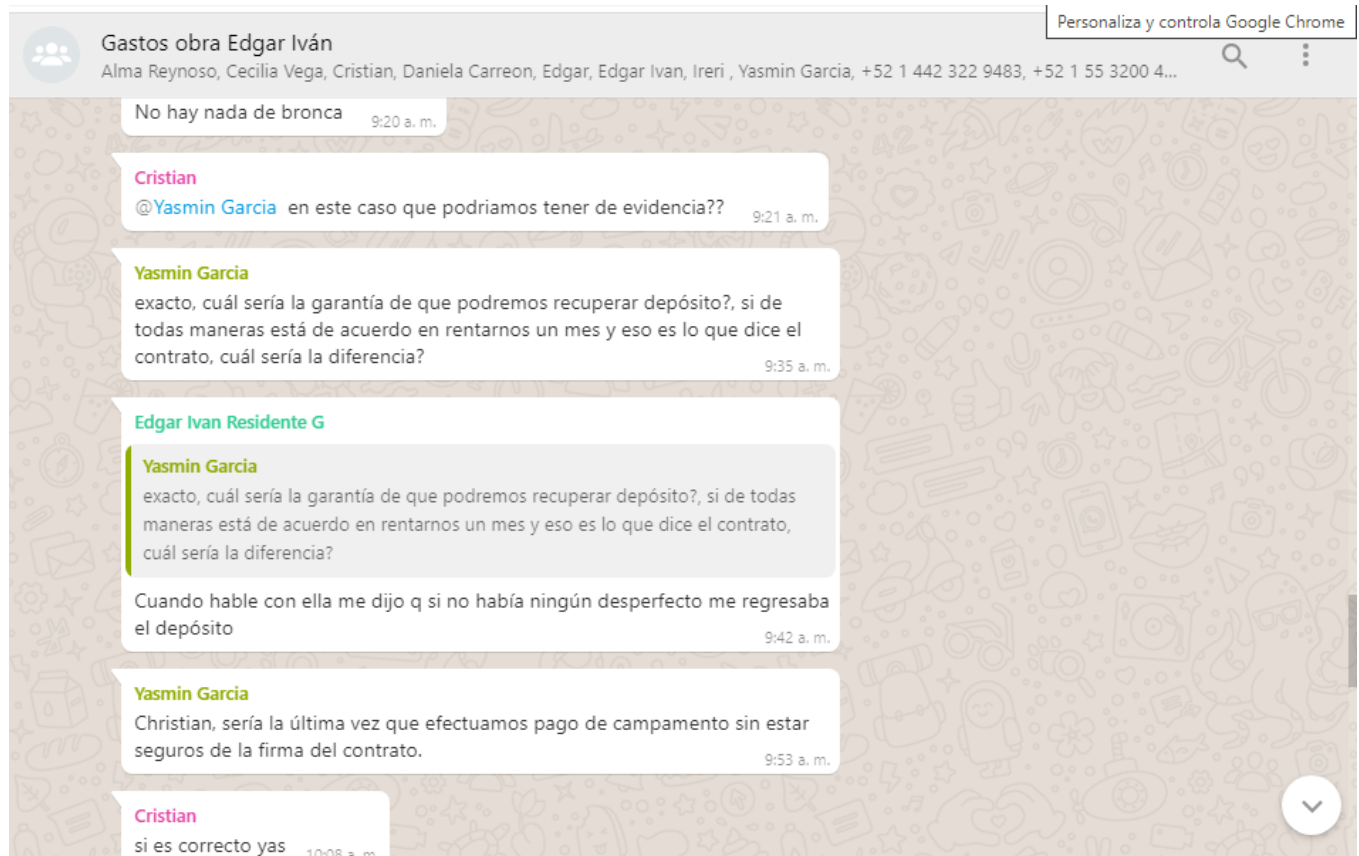 Personaliza y controla Google Chrome
Gastos obra Edgar Iván
Alma Reynoso, Cecilia Vega, Cristian, Daniela Carreon, Edgar, Edgar Ivan, Ireri , Yasmin Garcia, +52 1 442 322 9483, +52 1 55 3200 4...
No hay nada de bronca 9:20 a. m.
Cristian
@Yasmin Garcia en este caso que podriamos tener de evidencia?? 9:21 a. m.
Yasmin Garcia
exacto, cuál sería la garantía de que podremos recuperar depósito?, si de
todas maneras está de acuerdo en rentarnos un mes y eso es lo que dice el
contrato, cuál sería la diferencia? 9:35 a. m.
Edgar Ivan Residente G
Yasmin Garcia
exacto, cuál sería la garantía de que podremos recuperar depósito?, si de todas
maneras está de acuerdo en rentarnos un mes y eso es lo que dice el contrato,
cuál sería la diferencia?
Cuando hable con ella me dijo q si no había ningún desperfecto me regresaba
el depósito 9:42 a. m.
Yasmin Garcia
Christian, sería la última vez que efectuamos pago de campamento sin estar
seguros de la firma del contrato. 9:53 a. m.
Cristian
si es correcto yas 10:08 a. m.